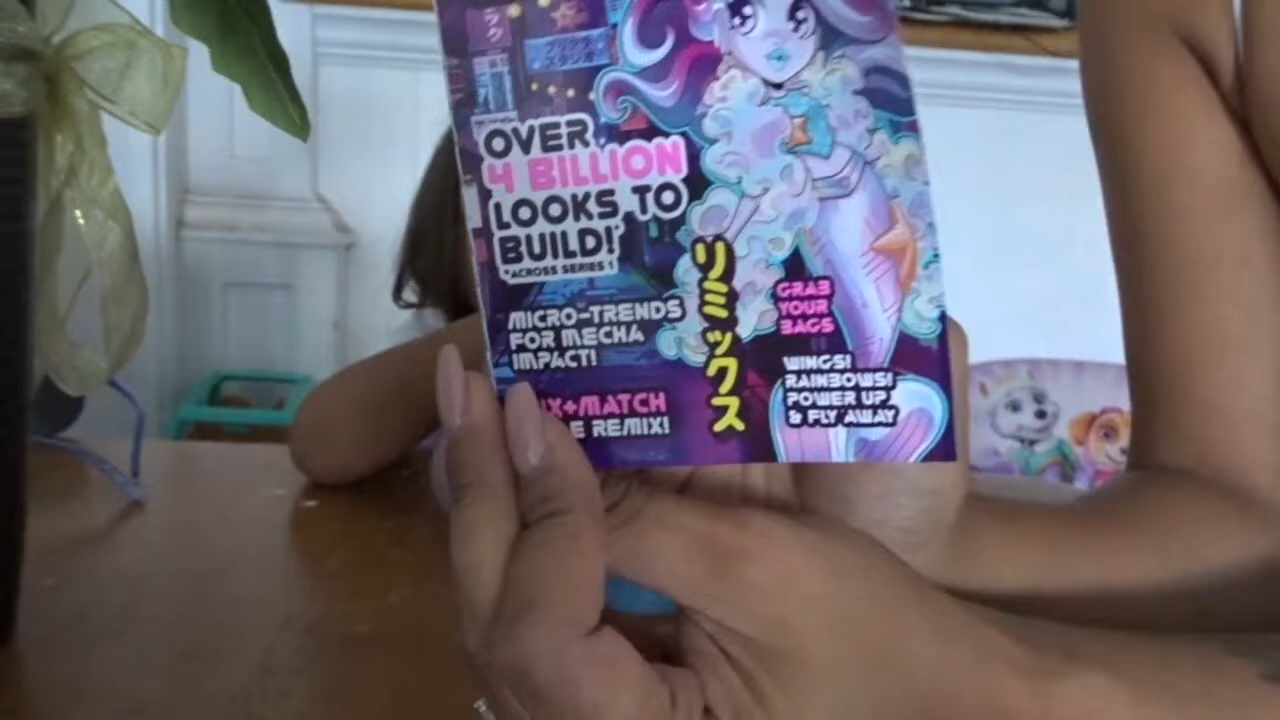 OVER
4 BILLION
LOOKS TO
BUILD!
*ACROSS SERIES 1
MICRO-TRENDS
FOR MECHA
IMPACT!
X+MATCH
E REMIX!
リミックス
GRAB
YOUR
BAGS
WINGS!
RAINBOWS!
POWER UP
& FLY AWAY